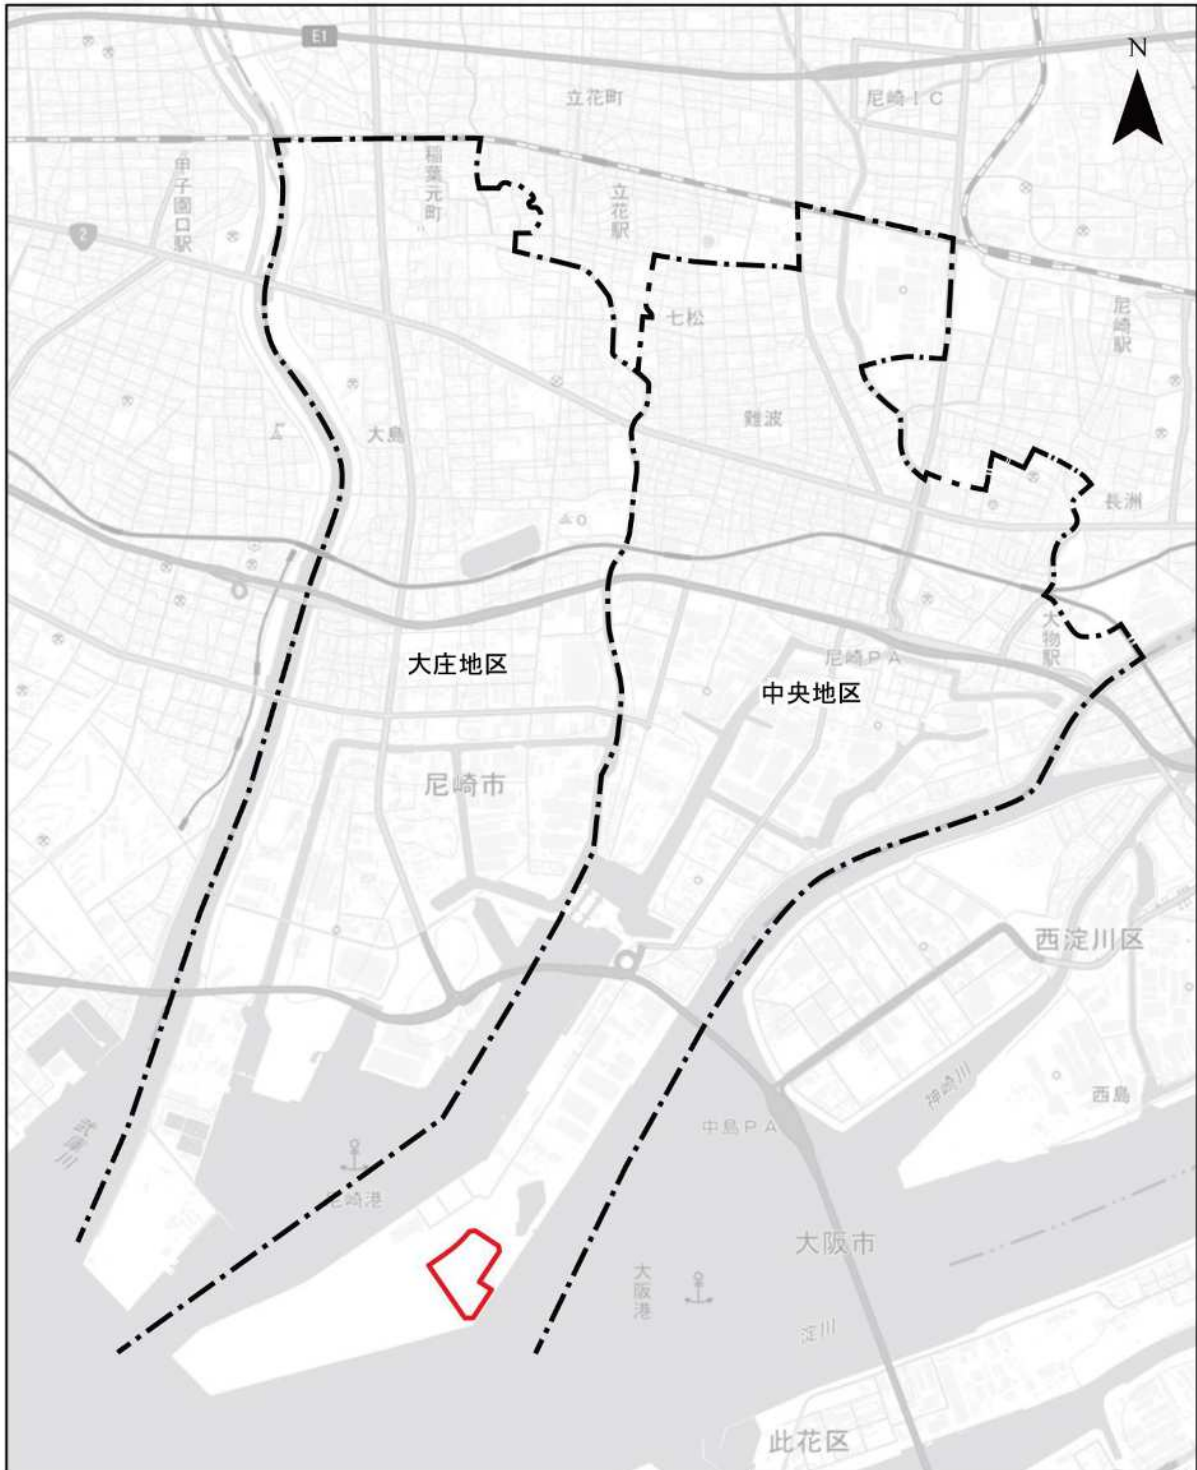 E1
N
立花町
尼崎IC
甲子園口駅
稲葉元町
立花駅
2
七松
尼崎駅
難波
大島
長洲
大物駅
大庄地区
尼崎PA
中央地区
尼崎市
西淀川区
神崎川
西島
武庫川
中島PA
尼崎港
大阪市
大阪港
淀川
此花区